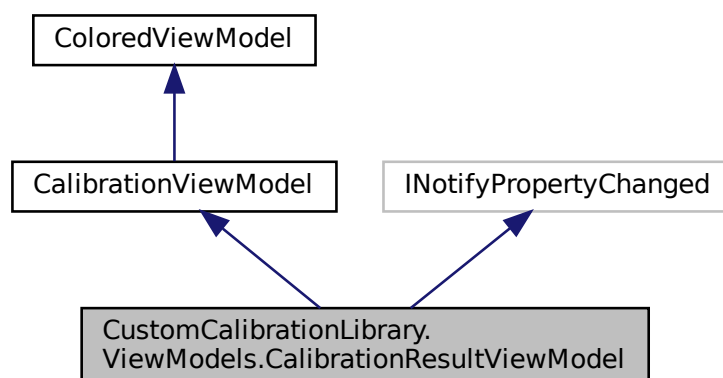 ColoredViewModel
CalibrationViewModel
INotifyPropertyChanged
CustomCalibrationLibrary.
ViewModels.CalibrationResultViewModel